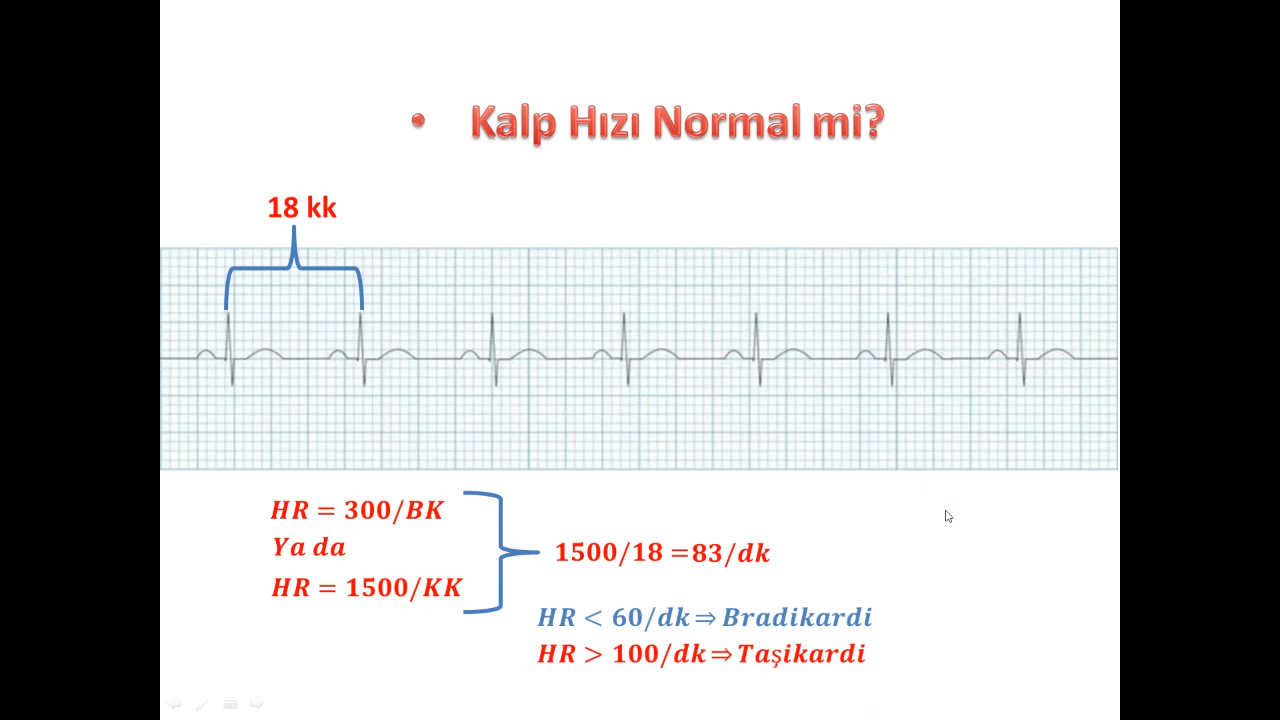 • Kalp Hızı Normal mi?
18 kk
HR = 300/BK
Ya da
HR = 1500/KK
1500/18 =83/dk
HR < 60/dk ⇒ Bradikardi
HR > 100/dk ⇒ Taşikardi